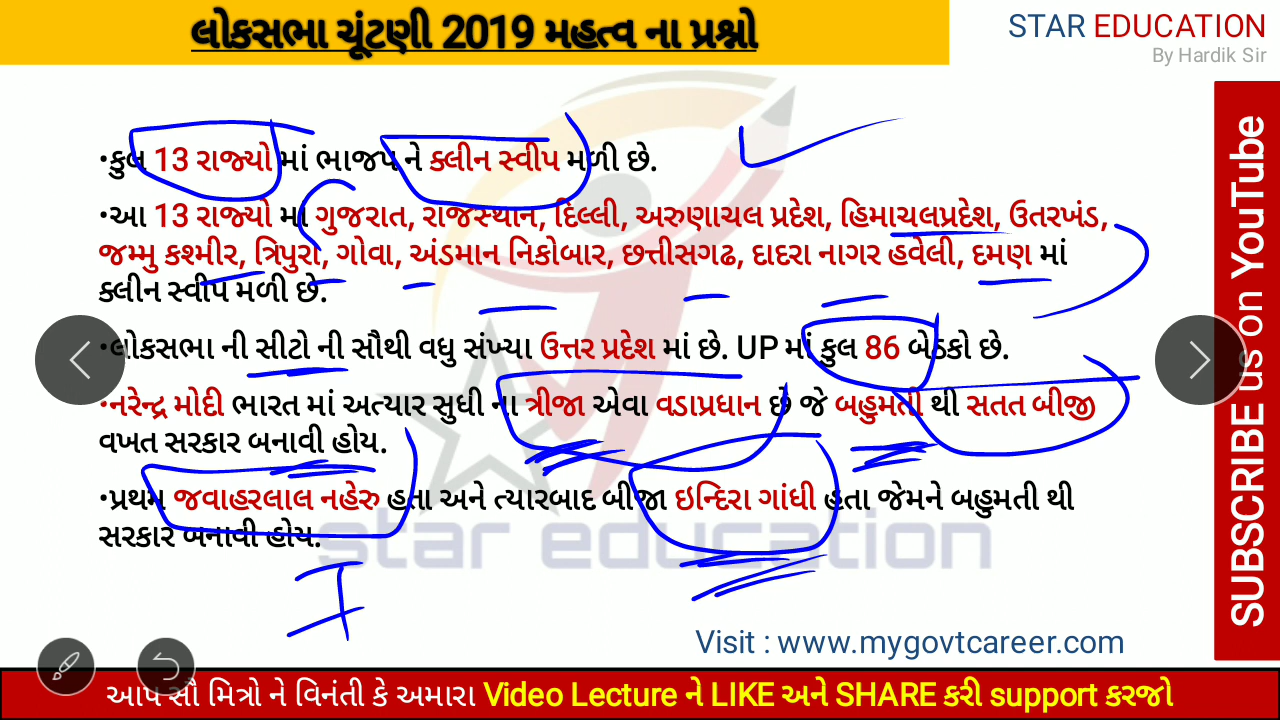 લોકસભા ચૂંટણી 2019 મહત્વ ના પ્રશ્નો
STAR EDUCATION
By Hardik Sir
•કુલ 13 રાજ્યો માં ભાજપ ને ક્લીન સ્વીપ મળી છે.
•આ 13 રાજ્યો માં ગુજરાત, રાજસ્થાન, દિલ્લી, અરુણાચલ પ્રદેશ, હિમાચલપ્રદેશ, ઉતરખંડ,
જમ્મુ કશ્મીર, ત્રિપુરા, ગોવા, અંડમાન નિકોબાર, છત્તીસગઢ, દાદરા નાગર હવેલી, દમણ માં
ક્લીન સ્વીપ મળી છે.
•લોકસભા ની સીટો ની સૌથી વધુ સંખ્યા ઉત્તર પ્રદેશ માં છે. UP માં કુલ 86 બેઠકો છે.
•નરેન્દ્ર મોદી ભારત માં અત્યાર સુધી ના ત્રીજા એવા વડાપ્રધાન છે જે બહુમતી થી સતત બીજી
વખત સરકાર બનાવી હોય.
•પ્રથમ જવાહરલાલ નહેરુ હતા અને ત્યારબાદ બીજા ઇન્દિરા ગાંધી હતા જેમને બહુમતી થી
સરકાર બનાવી હોય.
star education
I
Visit : www.mygovtcareer.com
SUBSCRIBE us on YouTube
આપ સૌ મિત્રો ને વિનંતી કે અમારા Video Lecture ને LIKE અને SHARE કરી support કરજો